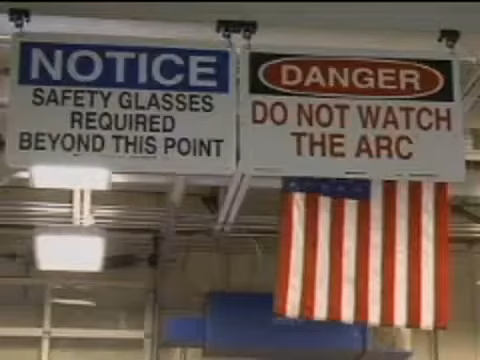 NOTICE
SAFETY GLASSES
REQUIRED
BEYOND THIS POINT
DANGER
DO NOT WATCH
THE ARC